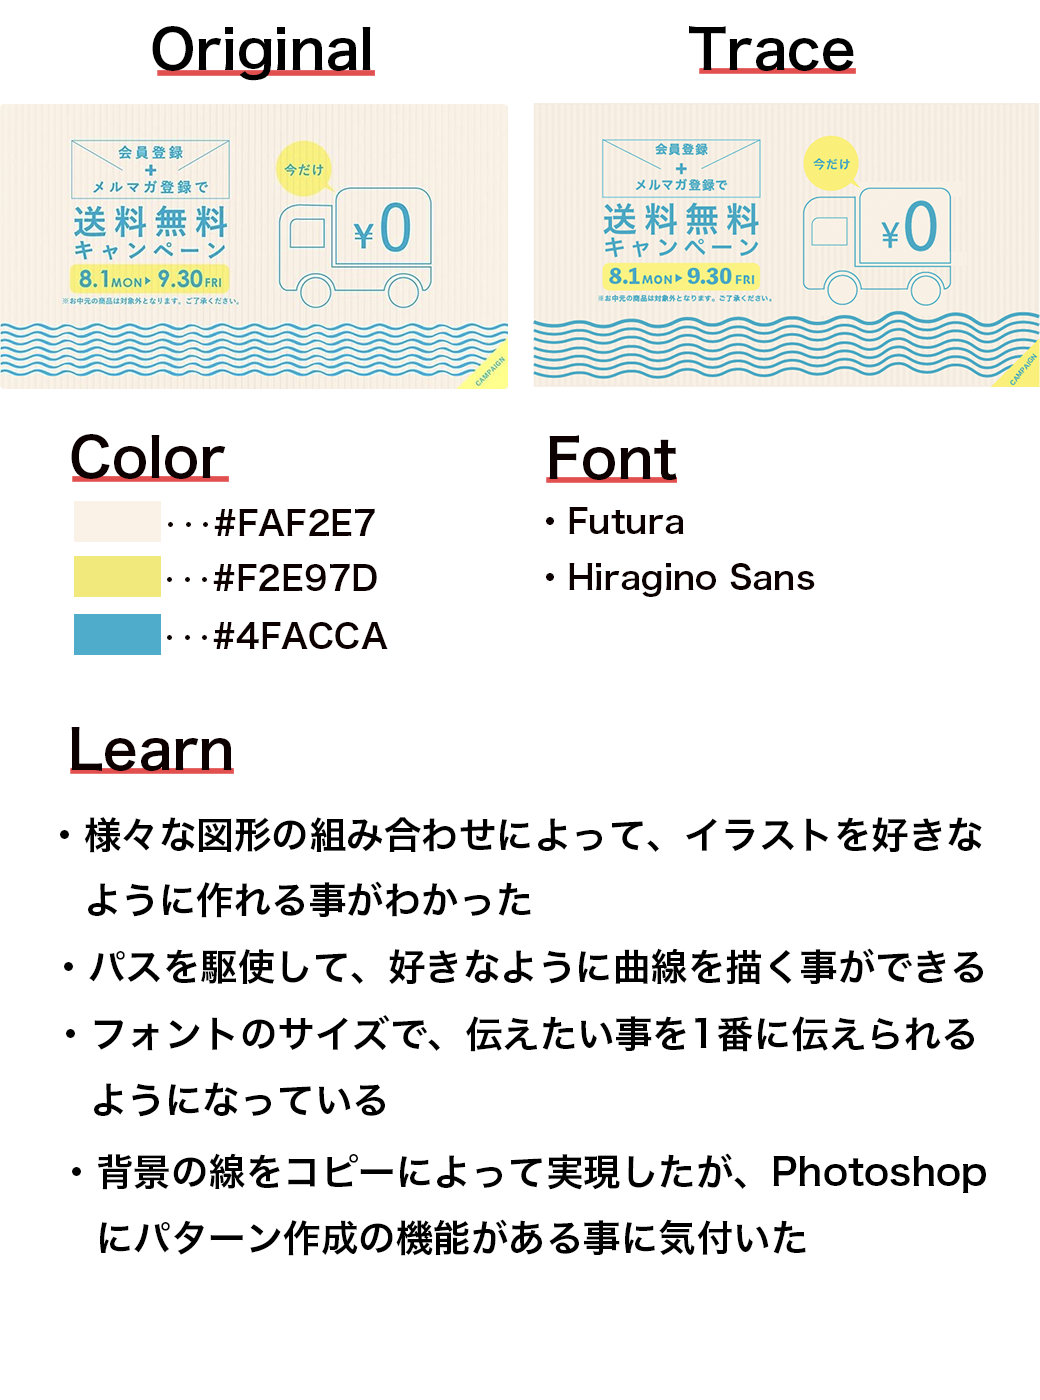 Original
Trace
会員登録
+
メルマガ登録で
送料無料
キャンペーン
8.1MON▶9.30FRI
※お中元の商品は対象外となります。ご了承ください。
今だけ
¥0
CAMPAIGN
会員登録
+
メルマガ登録で
送料無料
キャンペーン
8.1MON▶9.30FRI
※お中元の商品は対象外となります。ご了承ください。
今だけ
¥0
CAMPAIGN
Color
・・・#FAF2E7
・・・#F2E97D
・・・#4FACCA
Font
・Futura
・Hiragino Sans
Learn
・様々な図形の組み合わせによって、イラストを好きな
ように作れる事がわかった
・パスを駆使して、好きなように曲線を描く事ができる
・フォントのサイズで、伝えたい事を1番に伝えられる
ようになっている
・背景の線をコピーによって実現したが、Photoshop
にパターン作成の機能がある事に気付いた